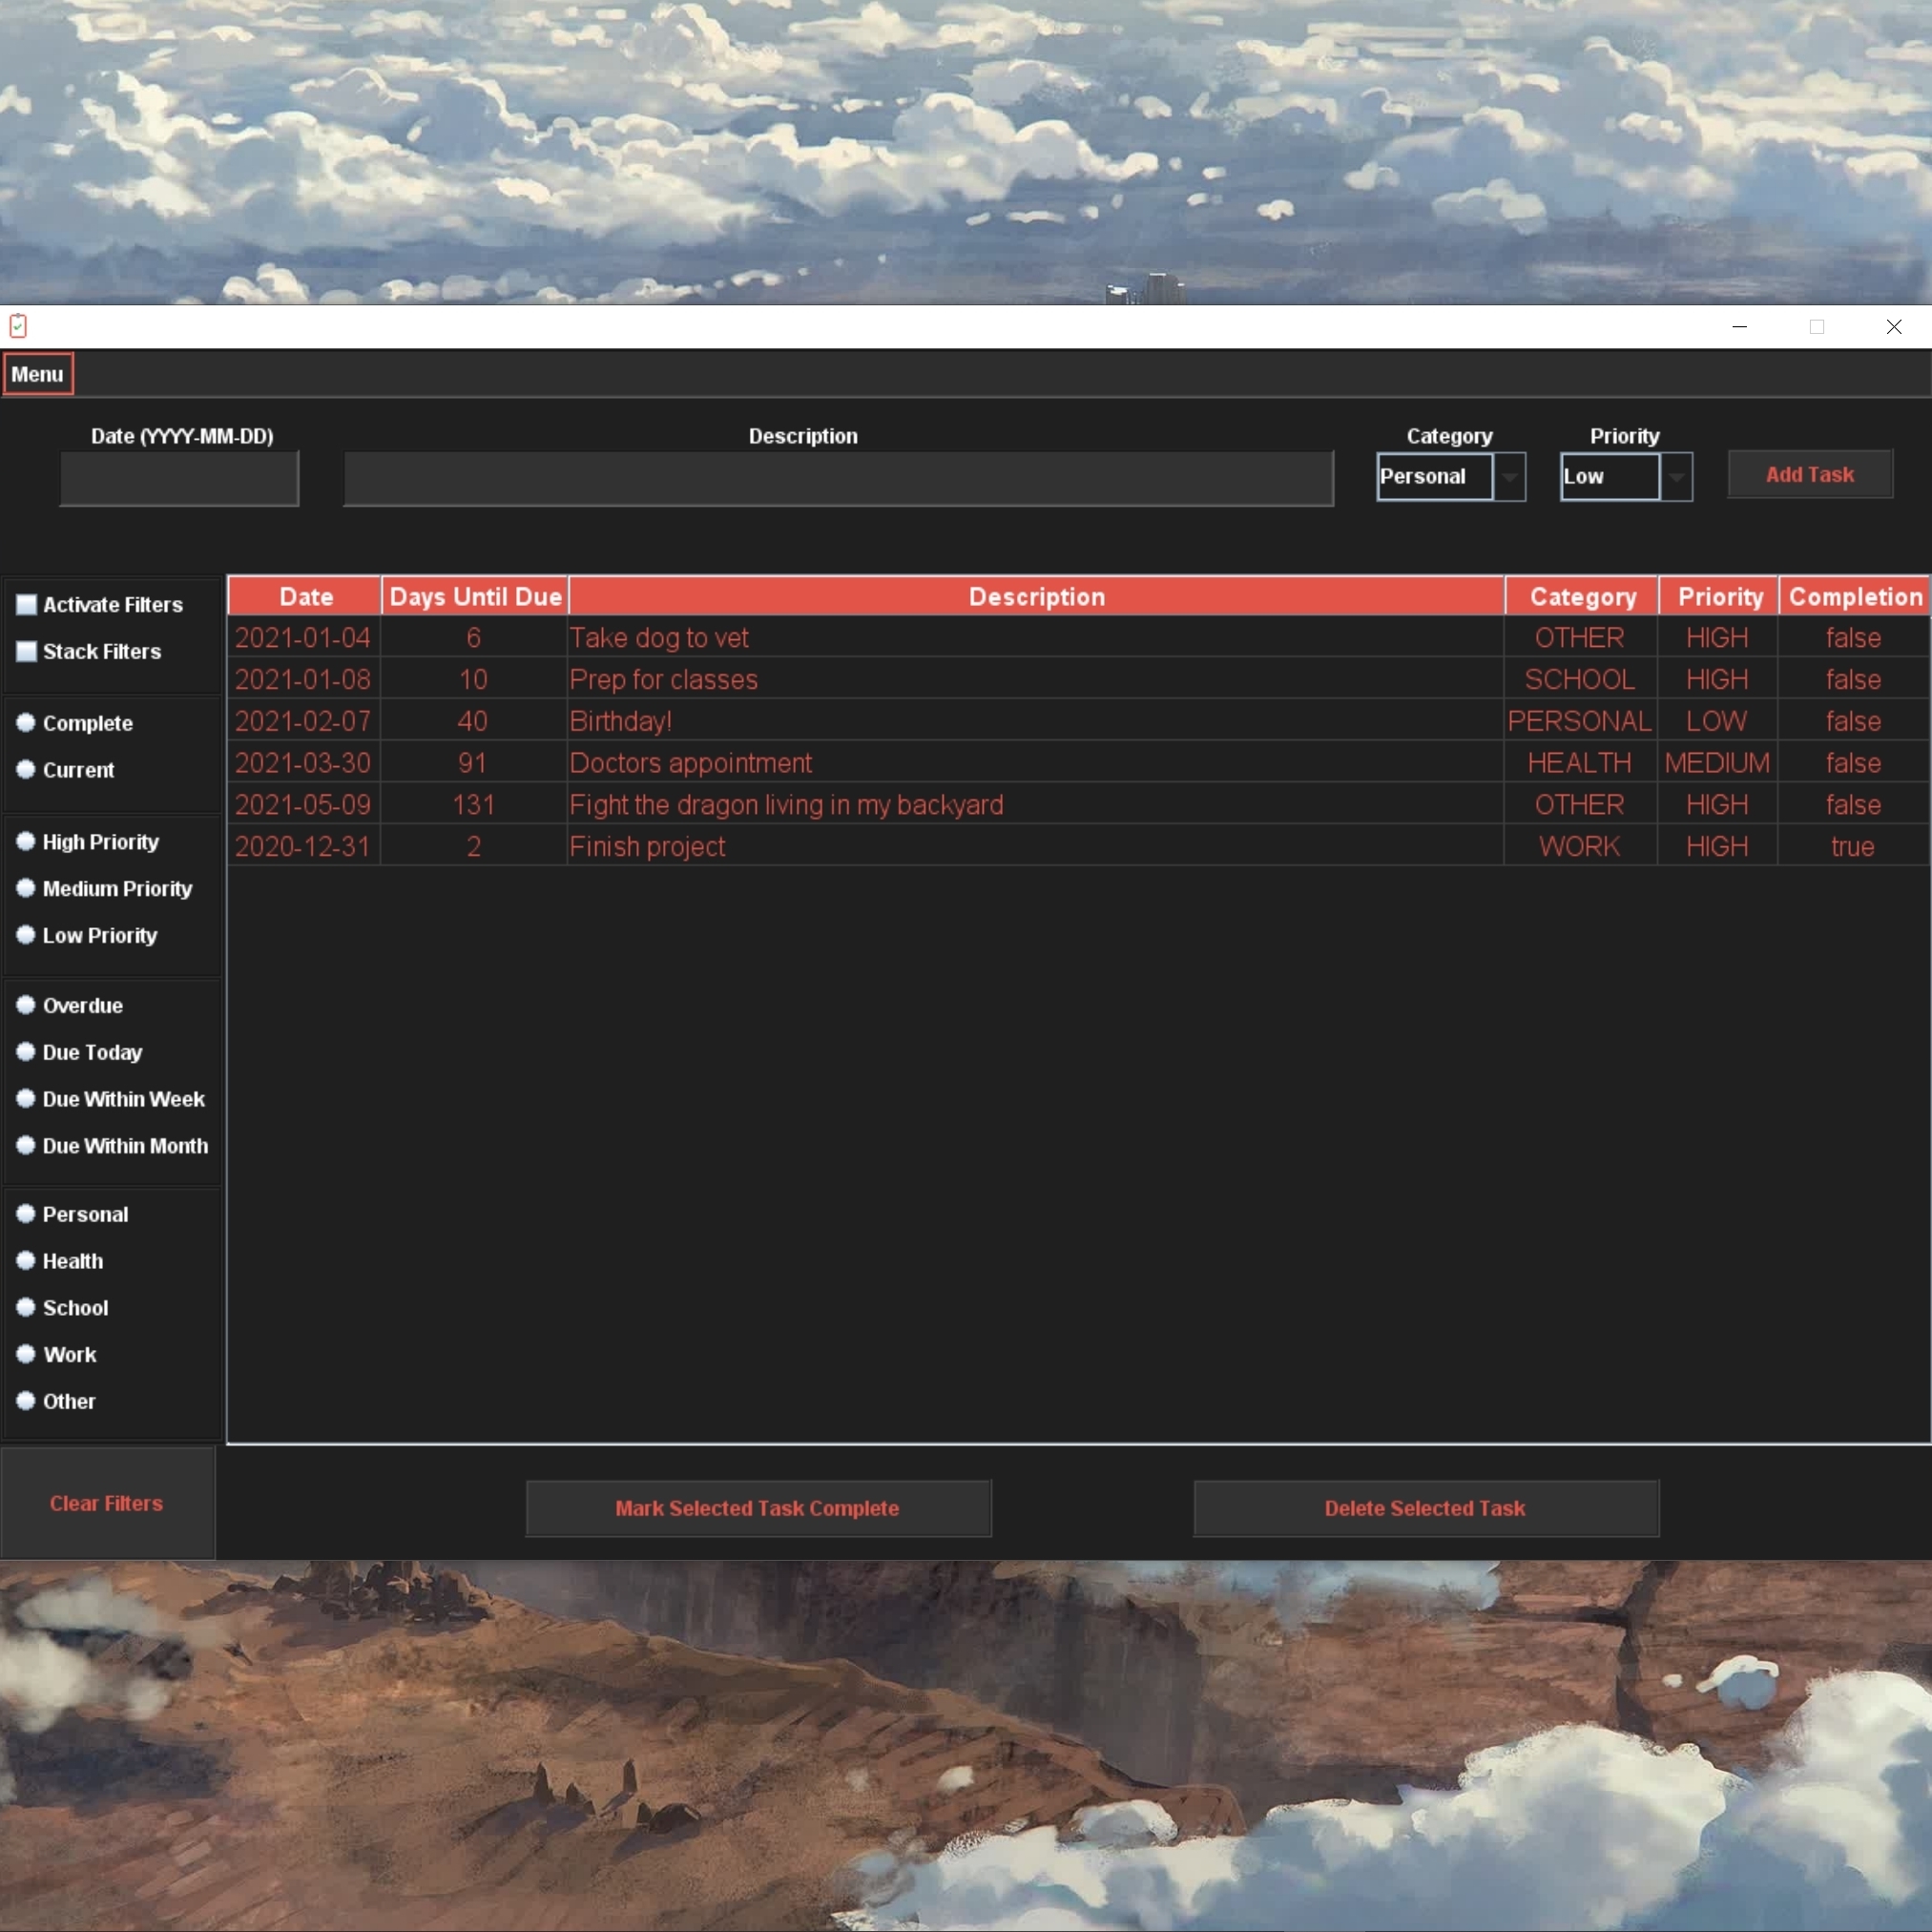 Menu
Date (YYYY-MM-DD) Description Category Priority
Personal Low Add Task
Activate Filters
Stack Filters
Complete
Current
High Priority
Medium Priority
Low Priority
Overdue
Due Today
Due Within Week
Due Within Month
Personal
Health
School
Work
Other
Clear Filters
Date Days Until Due Description Category Priority Completion
2021-01-04 6 Take dog to vet OTHER HIGH false
2021-01-08 10 Prep for classes SCHOOL HIGH false
2021-02-07 40 Birthday! PERSONAL LOW false
2021-03-30 91 Doctors appointment HEALTH MEDIUM false
2021-05-09 131 Fight the dragon living in my backyard OTHER HIGH false
2020-12-31 2 Finish project WORK HIGH true
Mark Selected Task Complete Delete Selected Task